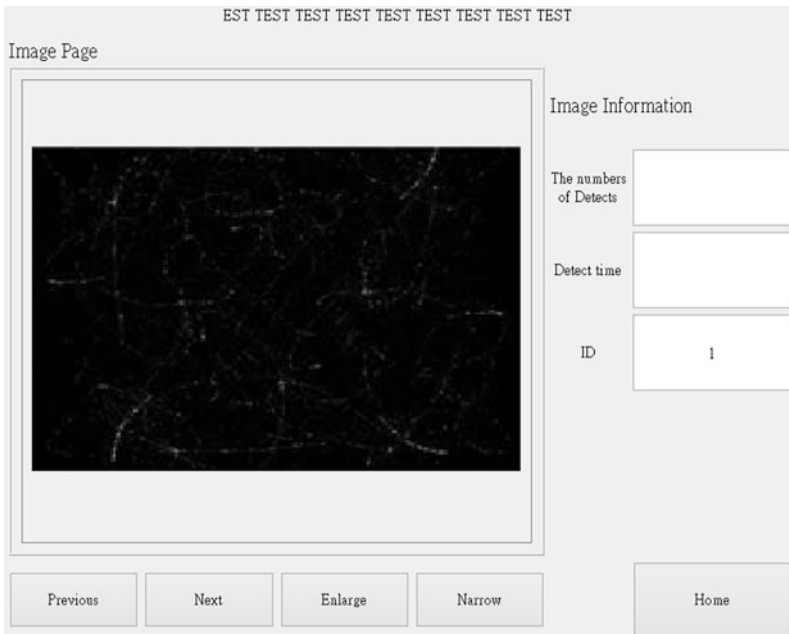 EST TEST TEST TEST TEST TEST TEST TEST TEST
Image Page
Image Information
The numbers
of Detects
Detect time
ID
1
Previous
Next
Enlarge
Narrow
Home